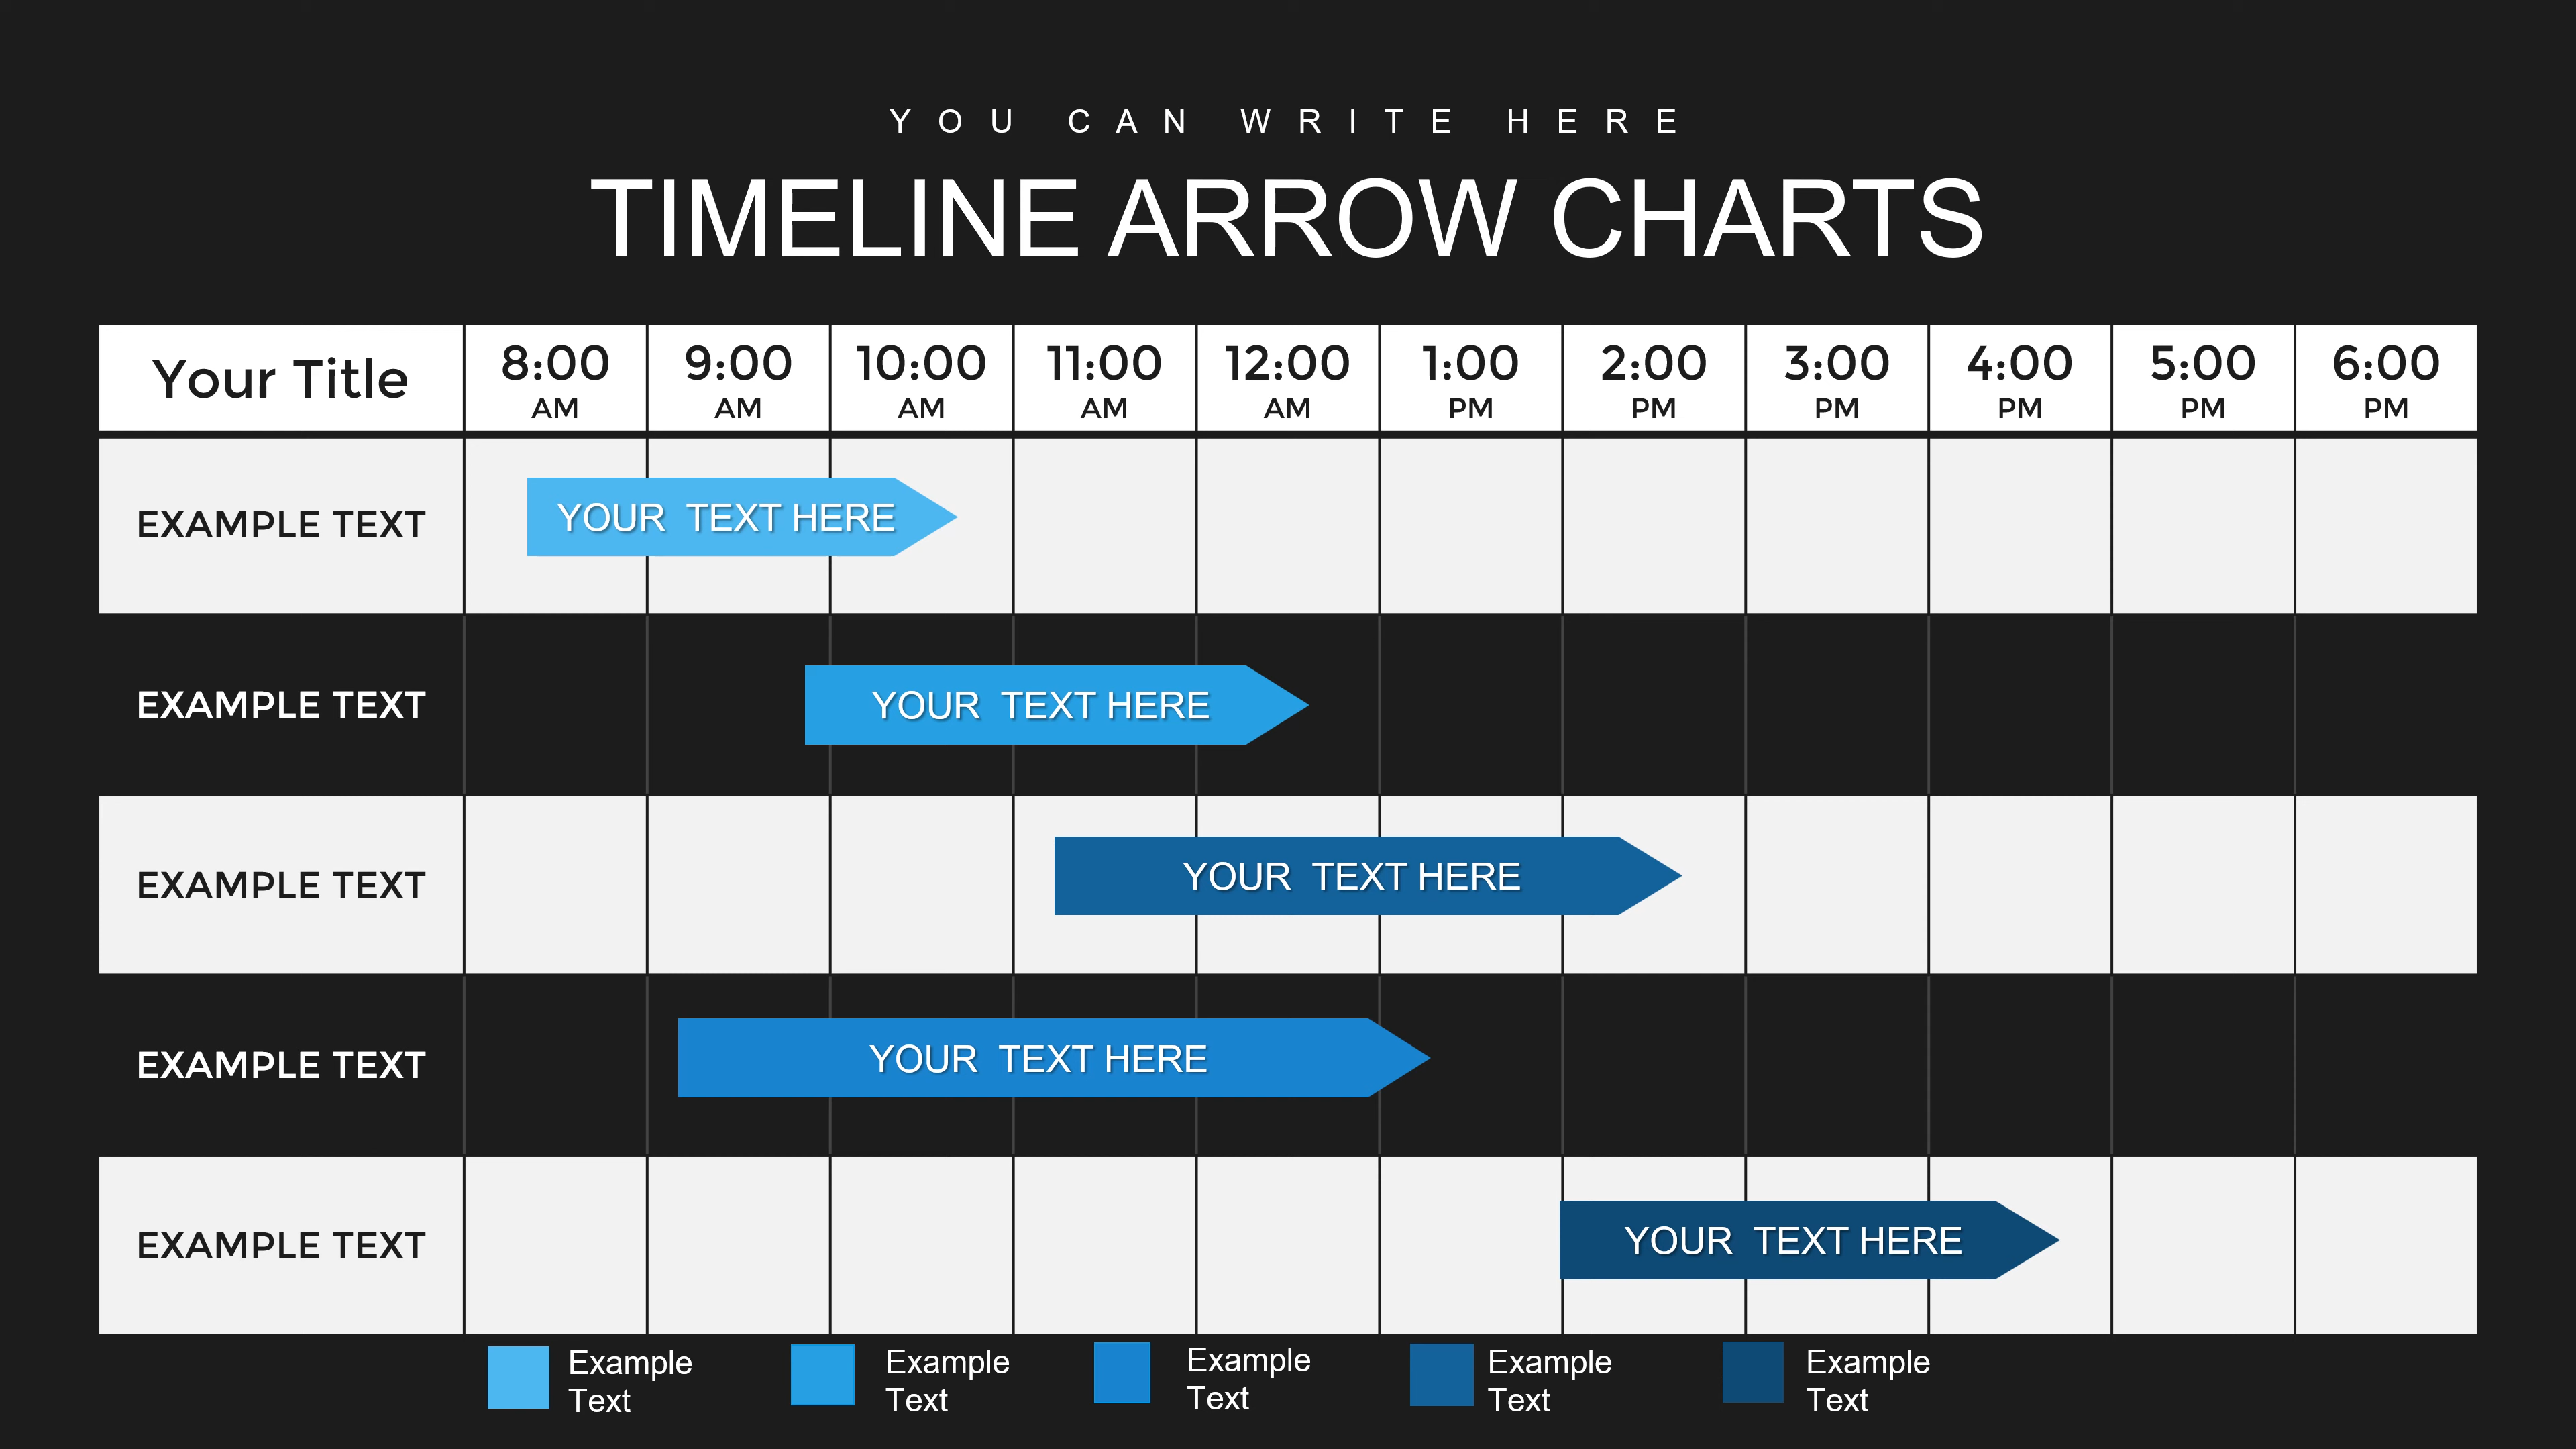 YOU CAN WRITE HERE
TIMELINE ARROW CHARTS
Your Title
8:00 AM
9:00 AM
10:00 AM
11:00 AM
12:00 AM
1:00 PM
2:00 PM
3:00 PM
4:00 PM
5:00 PM
6:00 PM
EXAMPLE TEXT
YOUR TEXT HERE
EXAMPLE TEXT
YOUR TEXT HERE
EXAMPLE TEXT
YOUR TEXT HERE
EXAMPLE TEXT
YOUR TEXT HERE
EXAMPLE TEXT
YOUR TEXT HERE
Example
Text
Example
Text
Example
Text
Example
Text
Example
Text